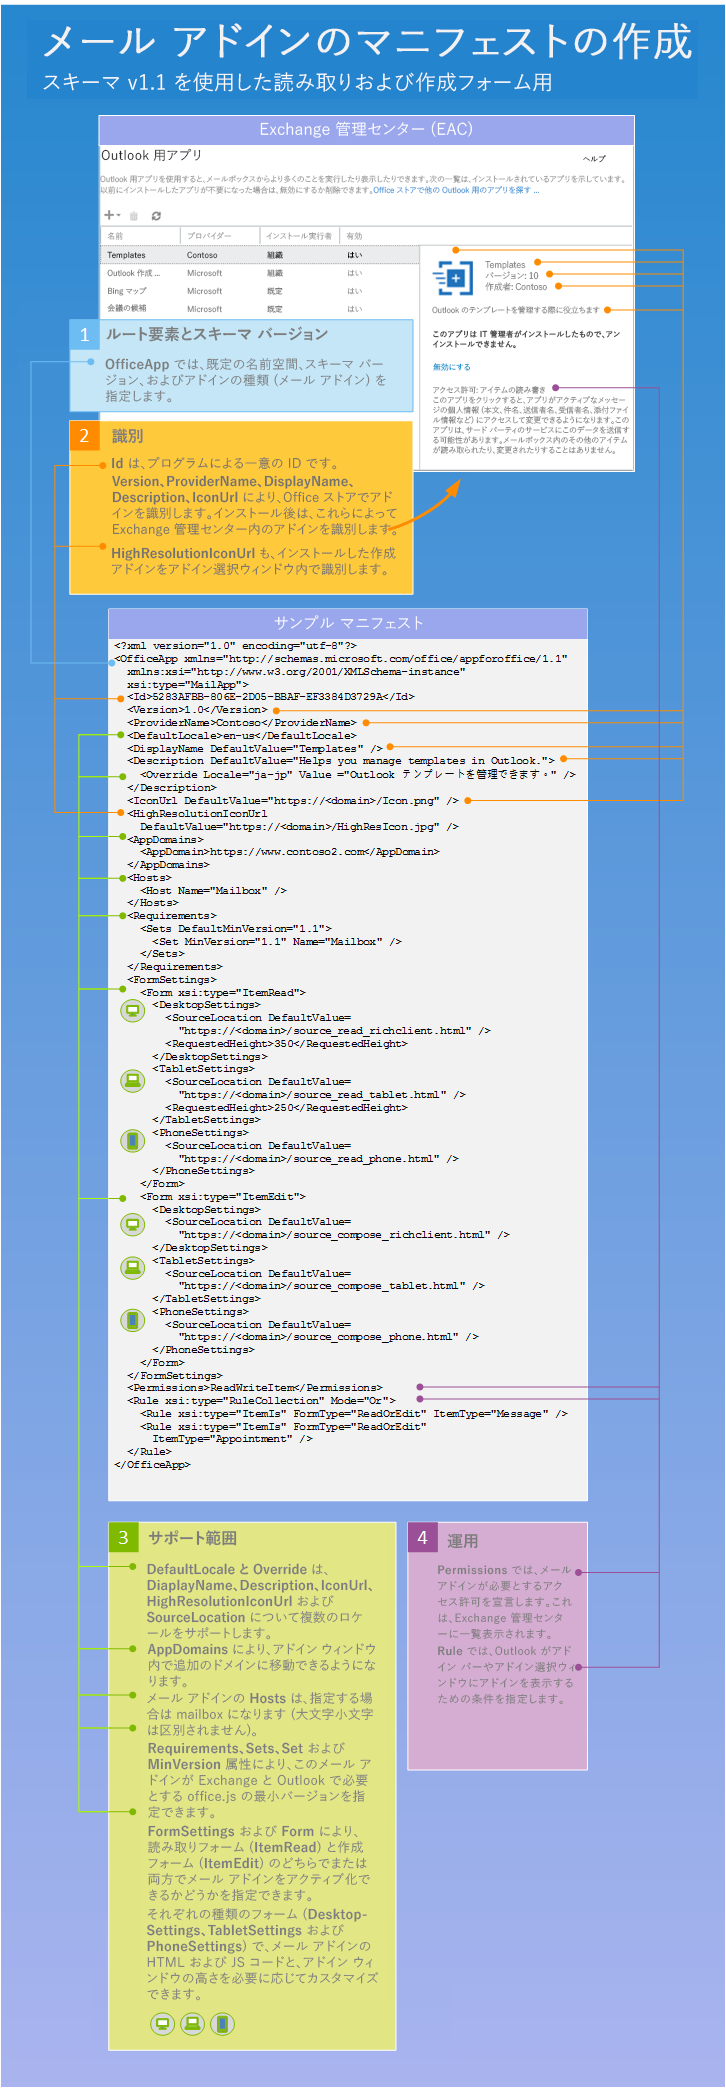 メール アドインのマニフェストの作成
スキーマ v1.1 を使用した読み取りおよび作成フォーム用
Exchange 管理センター (EAC)
Outlook 用アプリ
ヘルプ
Outlook 用アプリを使用すると、メールボックスからより多くのことを実行したり表示したりできます。次の一覧は、インストールされているアプリを示しています。
以前にインストールしたアプリが不要になった場合は、無効にするか削除できます。Office ストアで他の Outlook 用のアプリを探す ...
名前 プロバイダー インストール実行者 有効
Templates Contoso 組織 はい
Outlook 作成 ... Microsoft 組織 はい
Bing マップ Microsoft 既定 はい
会議の候補 Microsoft 既定 はい
Templates
バージョン: 10
作成者: Contoso
Outlook のテンプレートを管理する際に役立ちます
このアプリは IT 管理者がインストールしたもので、アン
インストールできません。
無効にする
アクセス許可: アイテムの読み書き
このアプリをクリックすると、アプリがアクティブなメッセー
ジの個人情報 (本文、件名、送信者名、受信者名、添付ファイ
ル情報など) にアクセスして変更できるようになります。この
アプリは、サード パーティのサービスにこのデータを送信す
る可能性があります。メールボックス内のその他のアイテム
が読み取られたり、変更されたりすることはありません。
1 ルート要素とスキーマ バージョン
OfficeApp では、既定の名前空間、スキーマ バー
ジョン、およびアドインの種類 (メール アドイン) を
指定します。
2 識別
Id は、プログラムによる一意の ID です。
Version、ProviderName、DisplayName、
Description、IconUrl により、Office ストアでアド
インを識別します。インストール後は、これらによって
Exchange 管理センター内のアドインを識別します。
HighResolutionIconUrl も、インストールした作成
アドインをアドイン選択ウィンドウ内で識別します。
サンプル マニフェスト
<?xml version="1.0" encoding="utf-8"?>
<OfficeApp xmlns="http://schemas.microsoft.com/office/appforoffice/1.1"
xmlns:xsi="http://www.w3.org/2001/XMLSchema-instance"
xsi:type="MailApp">
<Id>5283AFBB-806E-2D05-BBAF-EF3384D3729A</Id>
<Version>1.0</Version>
<ProviderName>Contoso</ProviderName>
<DefaultLocale>en-us</DefaultLocale>
<DisplayName DefaultValue="Templates" />
<Description DefaultValue="Helps you manage templates in Outlook.">
<Override Locale="ja-jp" Value ="Outlook テンプレートを管理できます。" />
</Description>
<IconUrl DefaultValue="https://<domain>/Icon.png" />
<HighResolutionIconUrl
DefaultValue="https://<domain>/HighResIcon.jpg" />
<AppDomains>
<AppDomain>https://www.contoso2.com</AppDomain>
</AppDomains>
<Hosts>
<Host Name="Mailbox" />
</Hosts>
<Requirements>
<Sets DefaultMinVersion="1.1">
<Set MinVersion="1.1" Name="Mailbox" />
</Sets>
</Requirements>
<FormSettings>
<Form xsi:type="ItemRead">
<DesktopSettings>
<SourceLocation DefaultValue=
"https://<domain>/source_read_richclient.html" />
<RequestedHeight>350</RequestedHeight>
</DesktopSettings>
<TabletSettings>
<SourceLocation DefaultValue=
"https://<domain>/source_read_tablet.html" />
<RequestedHeight>250</RequestedHeight>
</TabletSettings>
<PhoneSettings>
<SourceLocation DefaultValue=
"https://<domain>/source_read_phone.html" />
</PhoneSettings>
</Form>
<Form xsi:type="ItemEdit">
<DesktopSettings>
<SourceLocation DefaultValue=
"https://<domain>/source_compose_richclient.html" />
</DesktopSettings>
<TabletSettings>
<SourceLocation DefaultValue=
"https://<domain>/source_compose_tablet.html" />
</TabletSettings>
<PhoneSettings>
<SourceLocation DefaultValue=
"https://<domain>/source_compose_phone.html" />
</PhoneSettings>
</Form>
</FormSettings>
<Permissions>ReadWriteItem</Permissions>
<Rule xsi:type="RuleCollection" Mode="Or">
<Rule xsi:type="ItemIs" FormType="ReadOrEdit" ItemType="Message" />
<Rule xsi:type="ItemIs" FormType="ReadOrEdit"
ItemType="Appointment" />
</Rule>
</OfficeApp>
3 サポート範囲
DefaultLocale と Override は、
DiaplayName、Description、IconUrl、
HighResolutionIconUrl および
SourceLocation について複数のロケ
ールをサポートします。
AppDomains により、アドイン ウィンドウ
内で追加のドメインに移動できるようにな
ります。
メール アドインの Hosts は、指定する場
合は mailbox になります (大文字小文字
は区別されません)。
Requirements、Sets、Set および
MinVersion 属性により、このメール ア
ドインが Exchange と Outlook で必要
とする office.js の最小バージョンを指
定できます。
FormSettings および Form により、
読み取りフォーム (ItemRead) と作成
フォーム (ItemEdit) のどちらでまたは
両方でメール アドインをアクティブ化で
きるかどうかを指定できます。
それぞれの種類のフォーム (Desktop-
Settings、TabletSettings および
PhoneSettings) で、メール アドインの
HTML および JS コードと、アドイン ウィ
ンドウの高さを必要に応じてカスタマイズ
できます。
4 運用
Permissions では、メール
アドインが必要とするアク
セス許可を宣言します。これ
は、Exchange 管理センタ
ーに一覧表示されます。
Rule では、Outlook がアド
イン バーやアドイン選択ウィ
ンドウにアドインを表示する
ための条件を指定します。